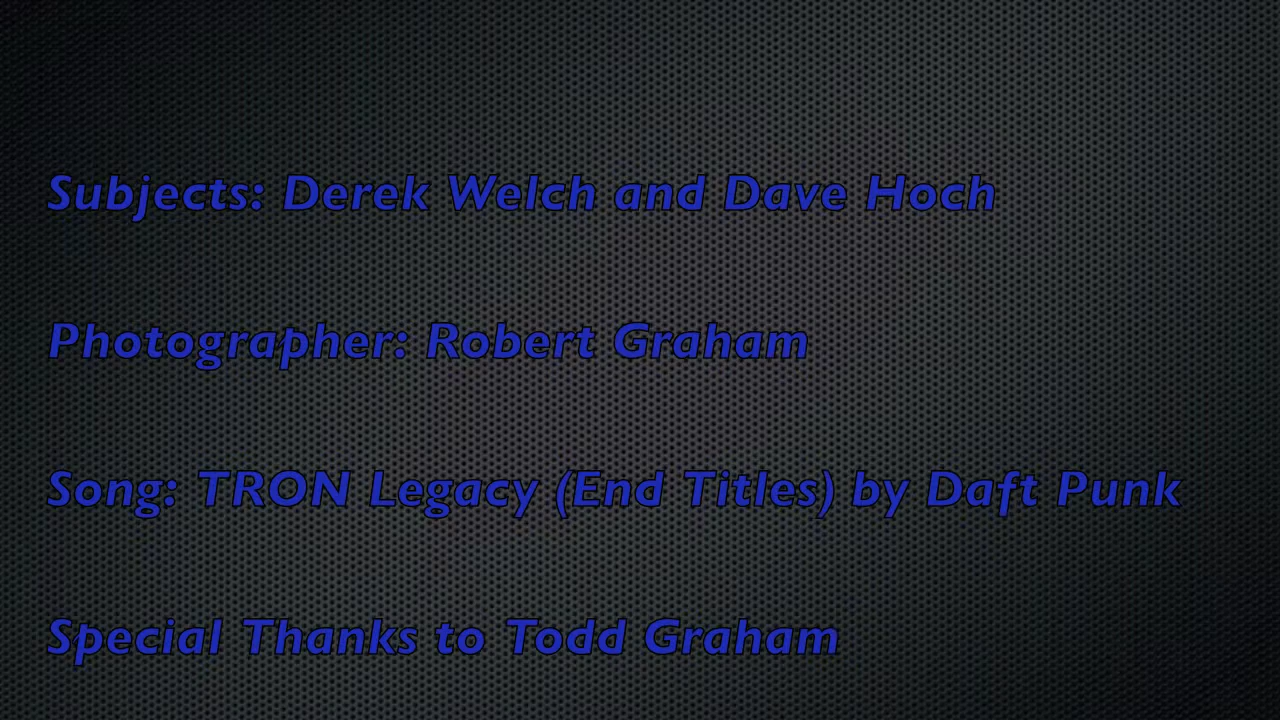 Subjects: Derek Welch and Dave Hoch
Photographer: Robert Graham
Song: TRON Legacy (End Titles) by Daft Punk
Special Thanks to Todd Graham